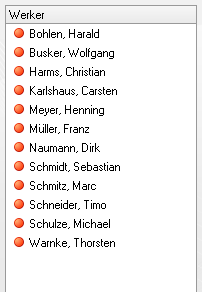 Werker
Bohlen, Harald
Busker, Wolfgang
Harms, Christian
Karlshaus, Carsten
Meyer, Henning
Müller, Franz
Naumann, Dirk
Schmidt, Sebastian
Schmitz, Marc
Schneider, Timo
Schulze, Michael
Warnke, Thorsten